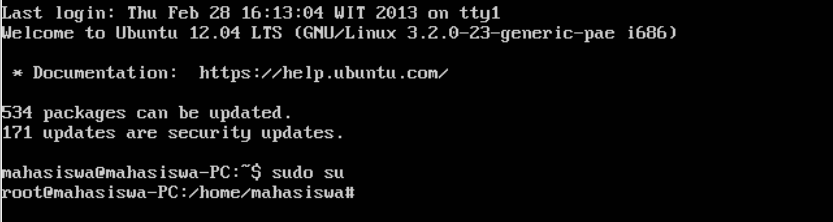 Last login: Thu Feb 28 16:13:04 WIT 2013 on tty1
Welcome to Ubuntu 12.04 LTS (GNU/Linux 3.2.0-23-generic-pae i686)
* Documentation:  https://help.ubuntu.com/
534 packages can be updated.
171 updates are security updates.
mahasiswa@mahasiswa-PC:~$ sudo su
root@mahasiswa-PC:/home/mahasiswa#